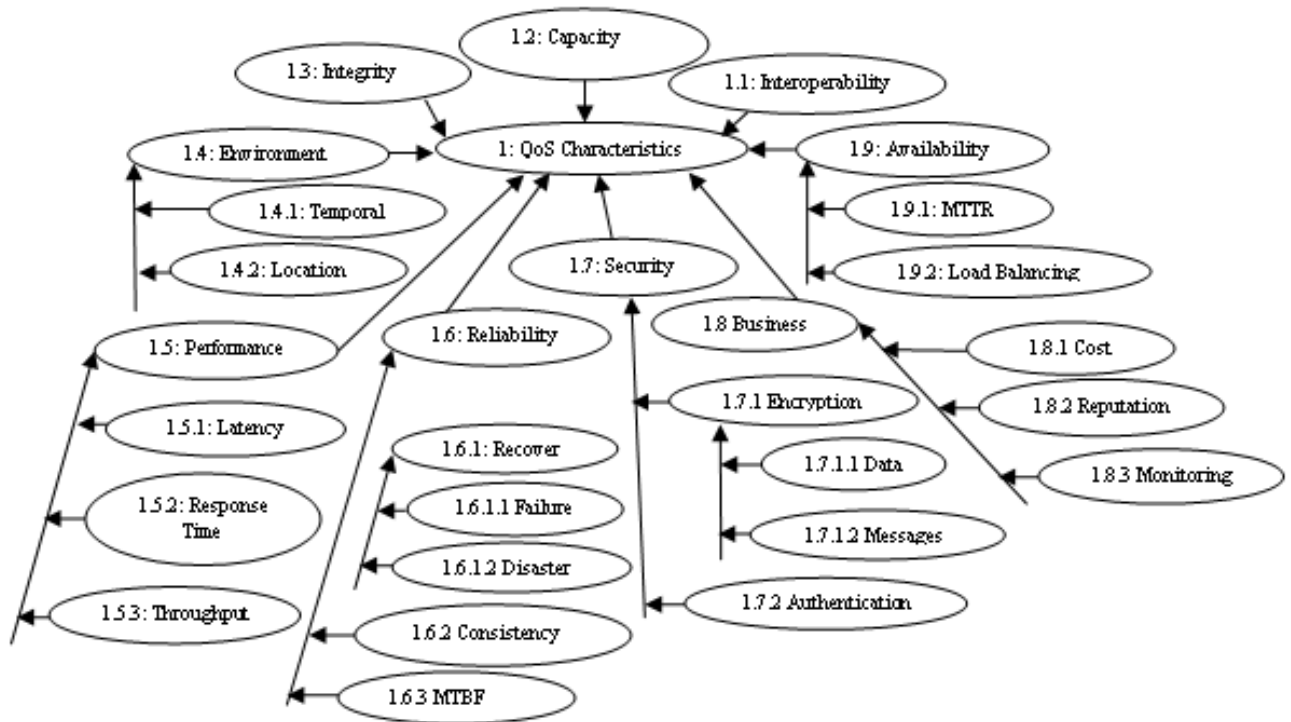 1.2: Capacity
1.3: Integrity
1.1: Interoperability
1.4: Environment
1: QoS Characteristics
1.9: Availability
1.4.1: Temporal
1.9.1: MTTR
1.4.2: Location
1.7: Security
1.9.2: Load Balancing
1.5: Performance
1.6: Reliability
1.8 Business
1.8.1 Cost
1.5.1: Latency
1.6.1: Recover
1.7.1 Encryption
1.8.2 Reputation
1.7.1.1 Data
1.8.3 Monitoring
1.5.2: Response
Time
1.6.1.1 Failure
1.7.1.2 Messages
1.6.1.2 Disaster
1.5.3: Throughput
1.7.2 Authentication
1.6.2 Consistency
1.6.3 MTBF